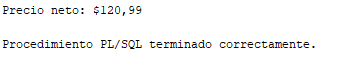 Precio neto: $120,99
Procedimiento PL/SQL terminado correctamente.